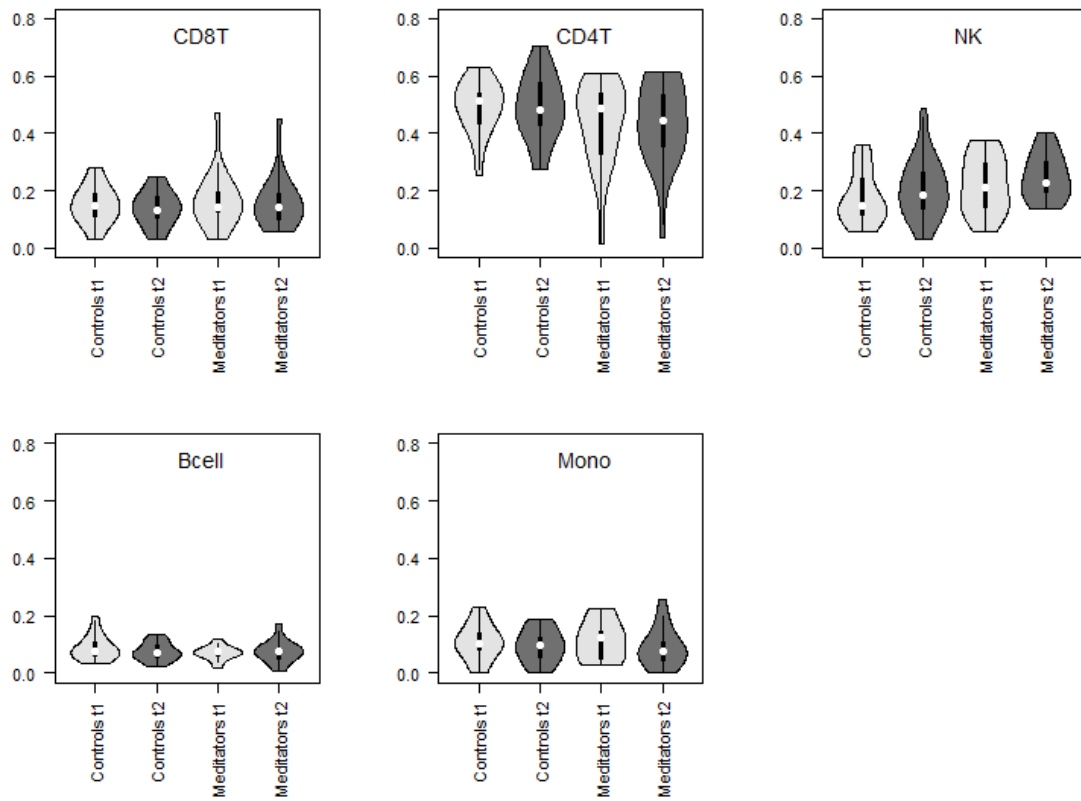 CD8T
0.8
0.6
0.4
0.2
0.0
Controls t1
Controls t2
Meditators t1
Meditators t2
CD4T
0.8
0.6
0.4
0.2
0.0
Controls t1
Controls t2
Meditators t1
Meditators t2
NK
0.8
0.6
0.4
0.2
0.0
Controls t1
Controls t2
Meditators t1
Meditators t2
Bcell
0.8
0.6
0.4
0.2
0.0
Controls t1
Controls t2
Meditators t1
Meditators t2
Mono
0.8
0.6
0.4
0.2
0.0
Controls t1
Controls t2
Meditators t1
Meditators t2